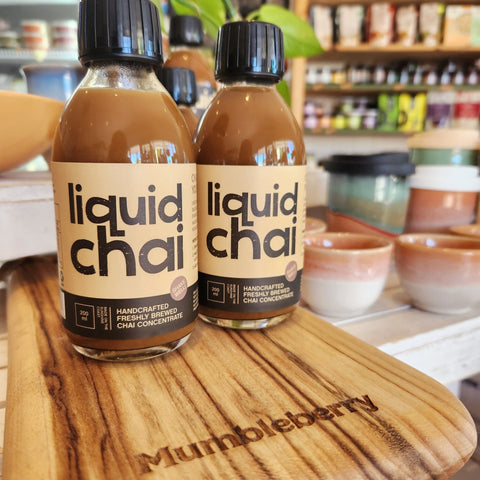 liquid
chai
200
ml
HANDCRAFTED
FRESHLY BREWED
CHAI CONCENTRATE
liquid
chai
200
ml
HANDCRAFTED
FRESHLY BREWED
CHAI CONCENTRATE
Mumbleberry